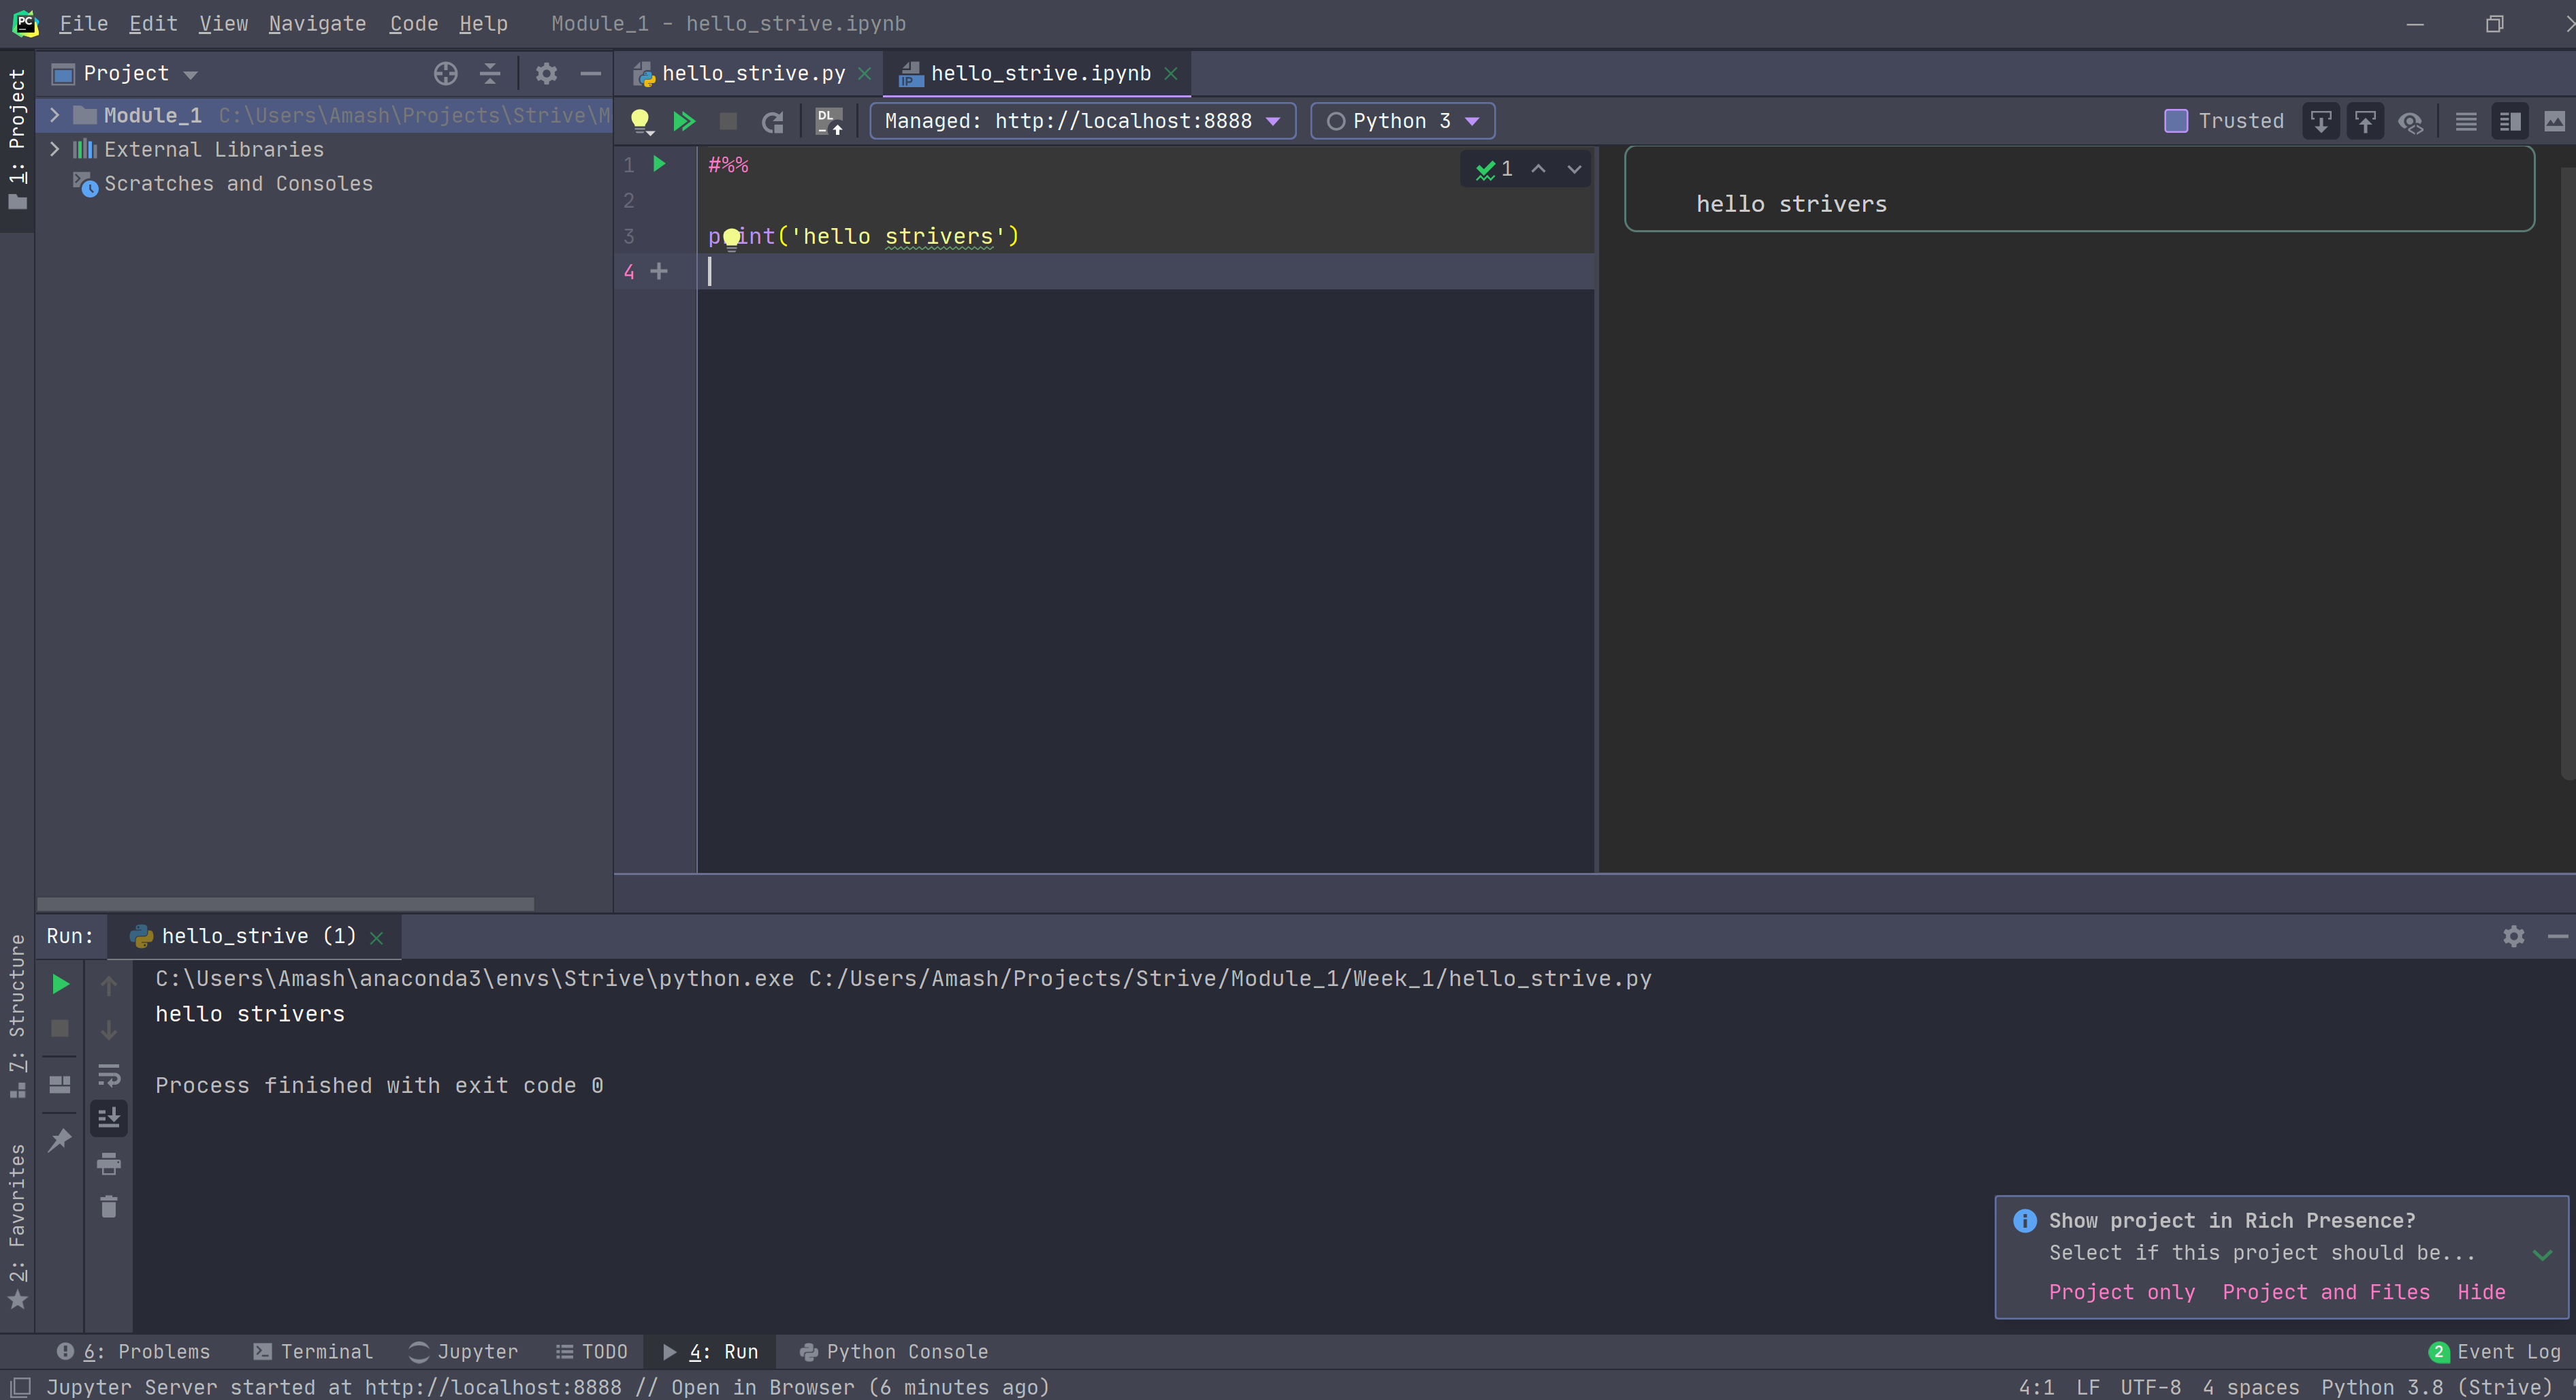 PC File Edit View Navigate Code Help Module_1 - hello_strive.ipynb
1: Project
Project
hello_strive.py hello_strive.ipynb
Module_1 C:\Users\Amash\Projects\Strive\M
External Libraries
Scratches and Consoles
DL Managed: http://localhost:8888 Python 3 Trusted
1 #%%
1
2
3 print('hello strivers')
4
hello strivers
7: Structure
2: Favorites
Run: hello_strive (1)
C:\Users\Amash\anaconda3\envs\Strive\python.exe C:/Users/Amash/Projects/Strive/Module_1/Week_1/hello_strive.py
hello strivers
Process finished with exit code 0
Show project in Rich Presence?
Select if this project should be...
Project only Project and Files Hide
6: Problems Terminal Jupyter TODO 4: Run Python Console 2 Event Log
Jupyter Server started at http://localhost:8888 // Open in Browser (6 minutes ago) 4:1 LF UTF-8 4 spaces Python 3.8 (Strive)